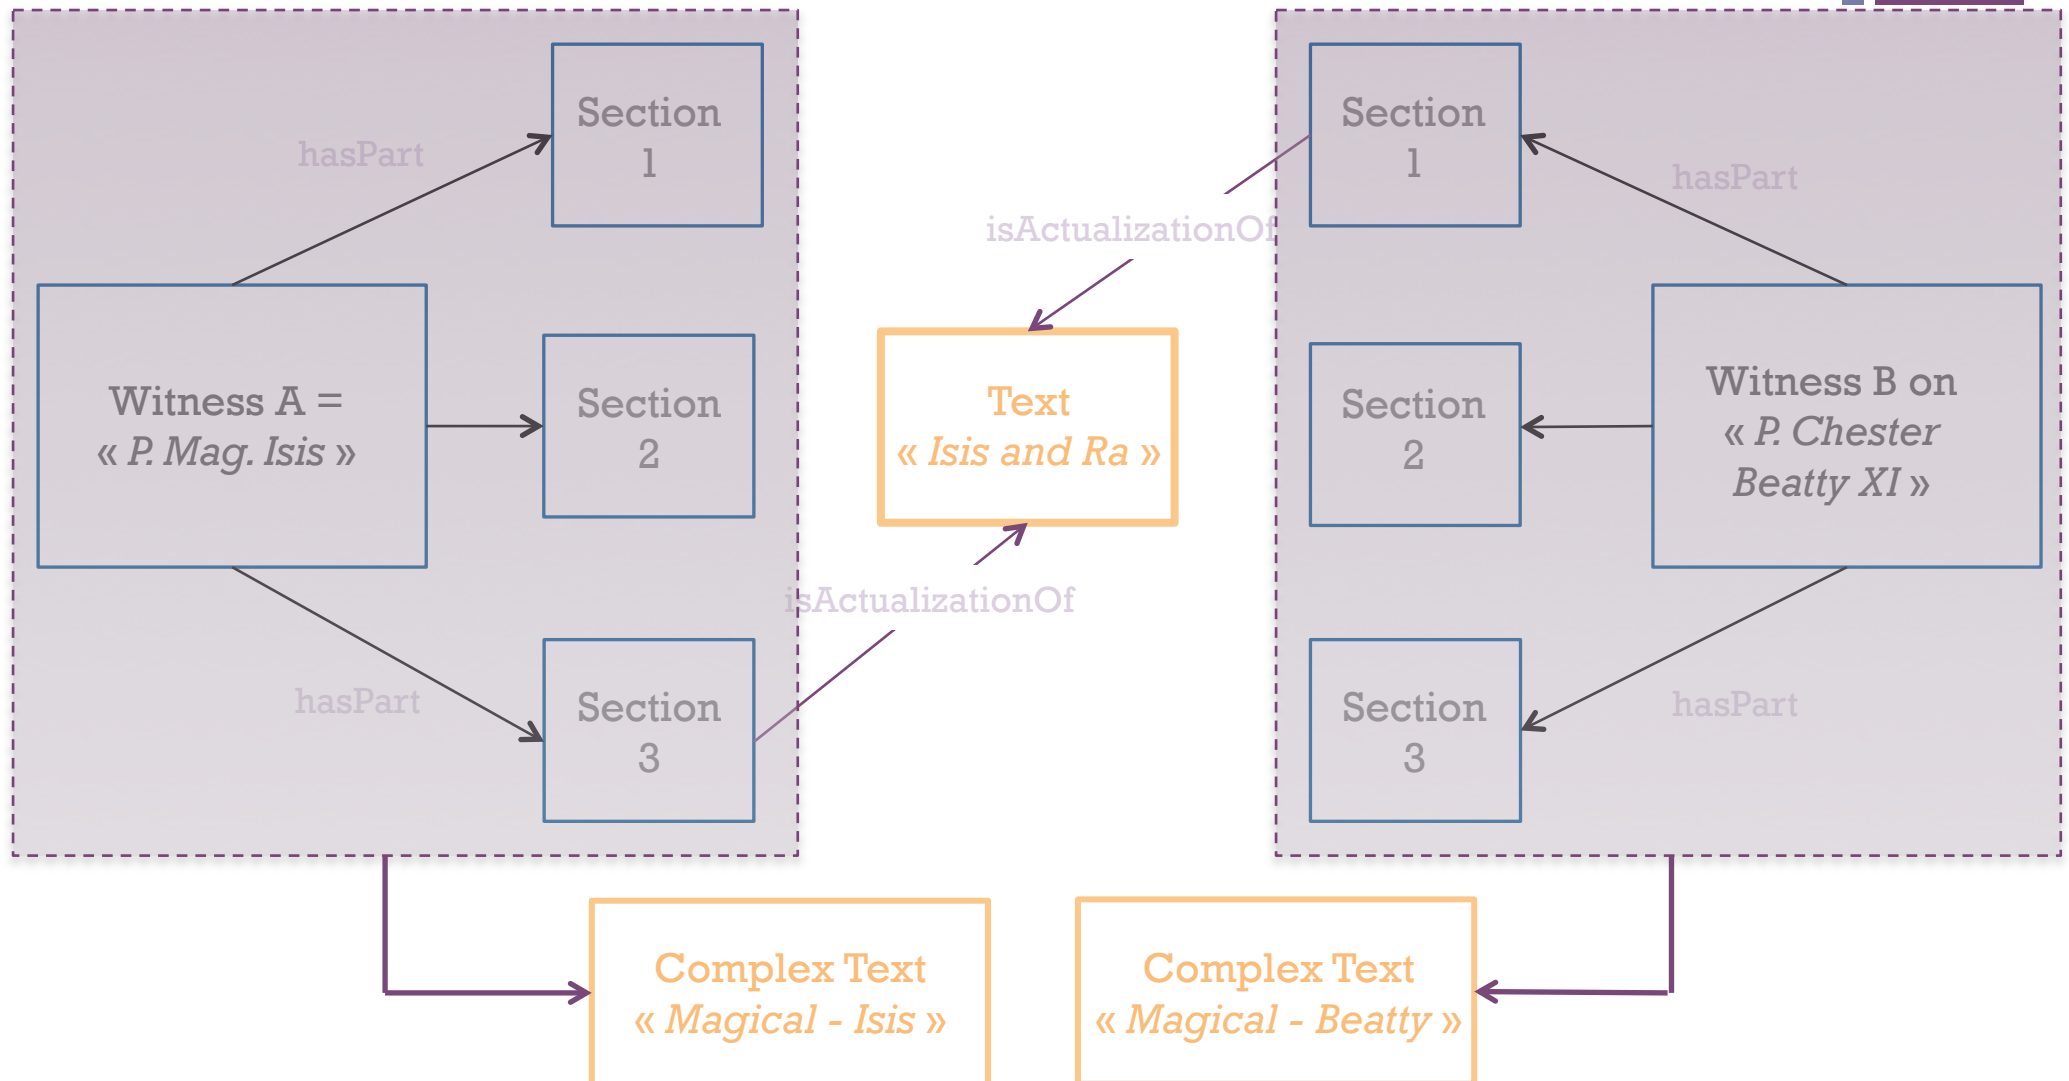 Section
1
hasPart
Witness A =
« P. Mag. Isis »
Section
2
hasPart
Section
3
isActualizationOf
Text
« Isis and Ra »
isActualizationOf
Section
1
hasPart
Section
2
Witness B on
« P. Chester
Beatty XI »
Section
3
hasPart
Complex Text
« Magical - Isis »
Complex Text
« Magical - Beatty »